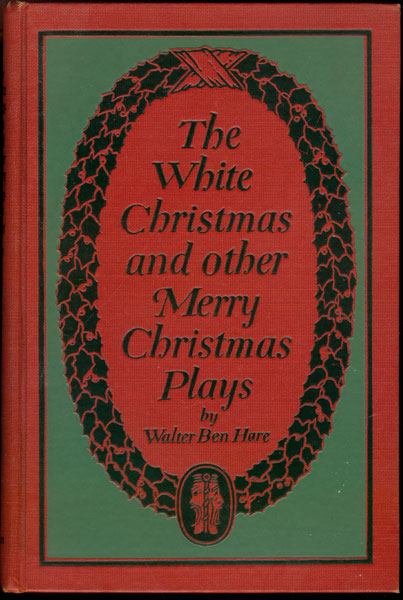 The
White
Christmas
and other
Merry
Christmas
Plays
by
Walter Ben Hare